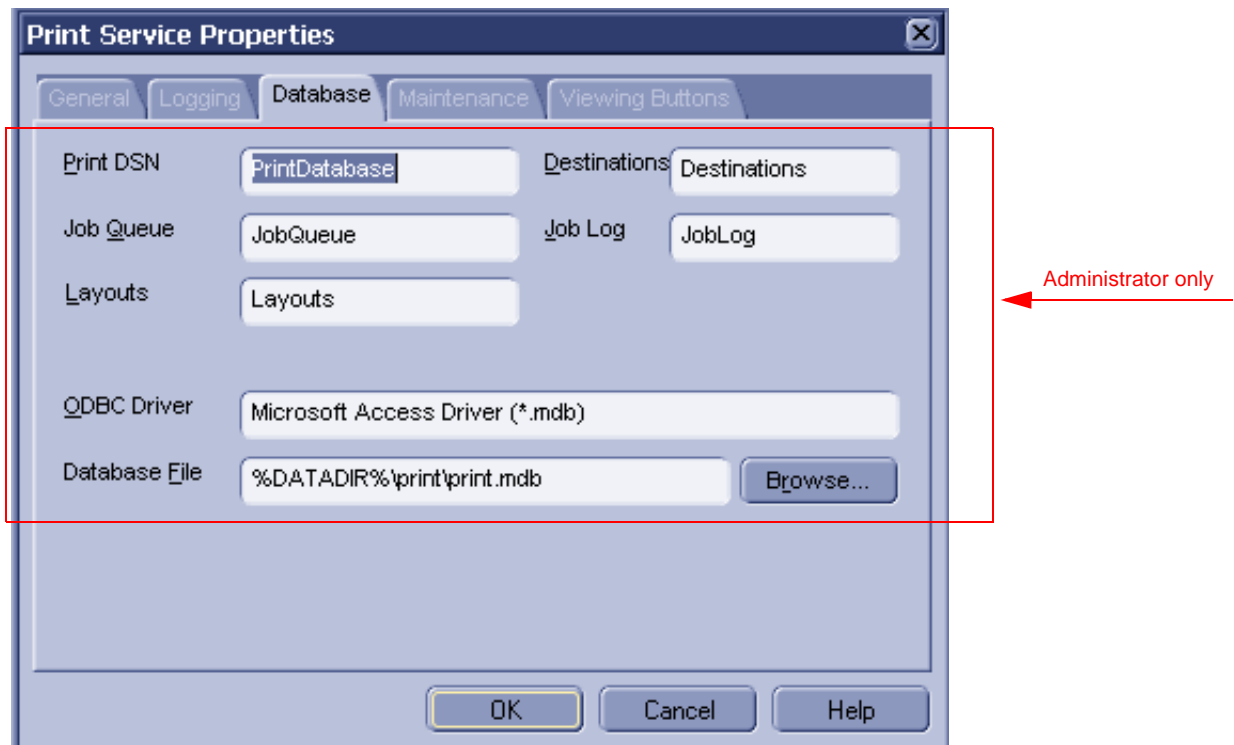 Print Service Properties
General Logging Database Maintenance Viewing Buttons
Print DSN PrintDatabase Destinations Destinations
Job Queue JobQueue Job Log JobLog
Layouts Layouts
Administrator only
ODBC Driver Microsoft Access Driver (*.mdb)
Database File %DATADIR%\print\print.mdb Browse...
OK Cancel Help